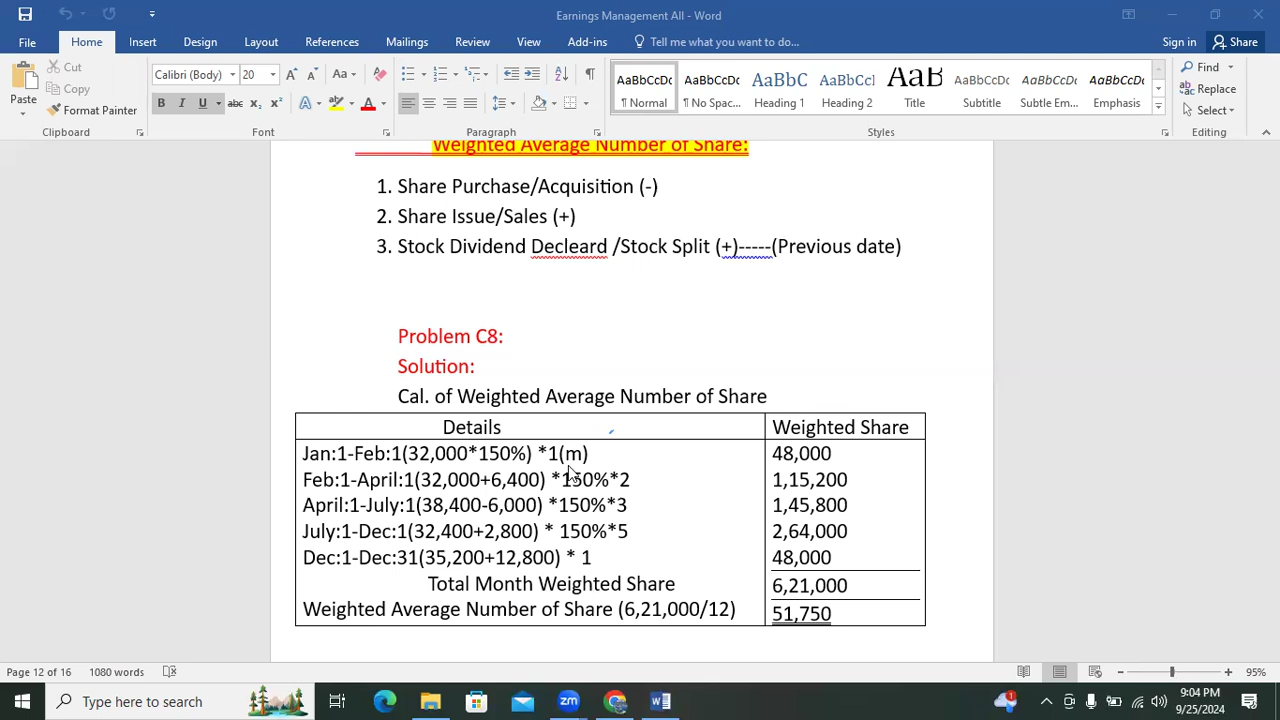 Earnings Management All - Word
File Home Insert Design Layout References Mailings Review View Add-ins Tell me what you want to do... Sign in Share
Paste Cut Copy Format Painter
Calibri (Body) 20
AaBbCcDc AaBbCcDc AaBbC AaBbCcI AaB AaBbCcD AaBbCcDc AaBbCcDc
¶ Normal ¶ No Spac... Heading 1 Heading 2 Title Subtitle Subtle Em... Emphasis
Find Replace Select
Clipboard Font Paragraph Styles Editing
Weighted Average Number of Share:
1. Share Purchase/Acquisition (-)
2. Share Issue/Sales (+)
3. Stock Dividend Decleard /Stock Split (+)-----(Previous date)
Problem C8:
Solution:
Cal. of Weighted Average Number of Share
Details Weighted Share
Jan:1-Feb:1(32,000*150%) *1(m) 48,000
Feb:1-April:1(32,000+6,400) *150%*2 1,15,200
April:1-July:1(38,400-6,000) *150%*3 1,45,800
July:1-Dec:1(32,400+2,800) * 150%*5 2,64,000
Dec:1-Dec:31(35,200+12,800) * 1 48,000
Total Month Weighted Share 6,21,000
Weighted Average Number of Share (6,21,000/12) 51,750
Page 12 of 16 1080 words 95%
Type here to search
9:04 PM
9/25/2024